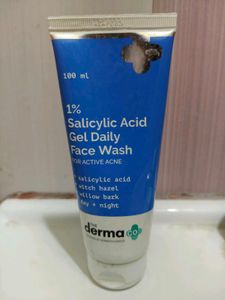 100 ml
1%
Salicylic Acid
Gel Daily
Face Wash
FOR ACTIVE ACNE
salicylic acid
witch hazel
willow bark
day + night
THE
derma
co